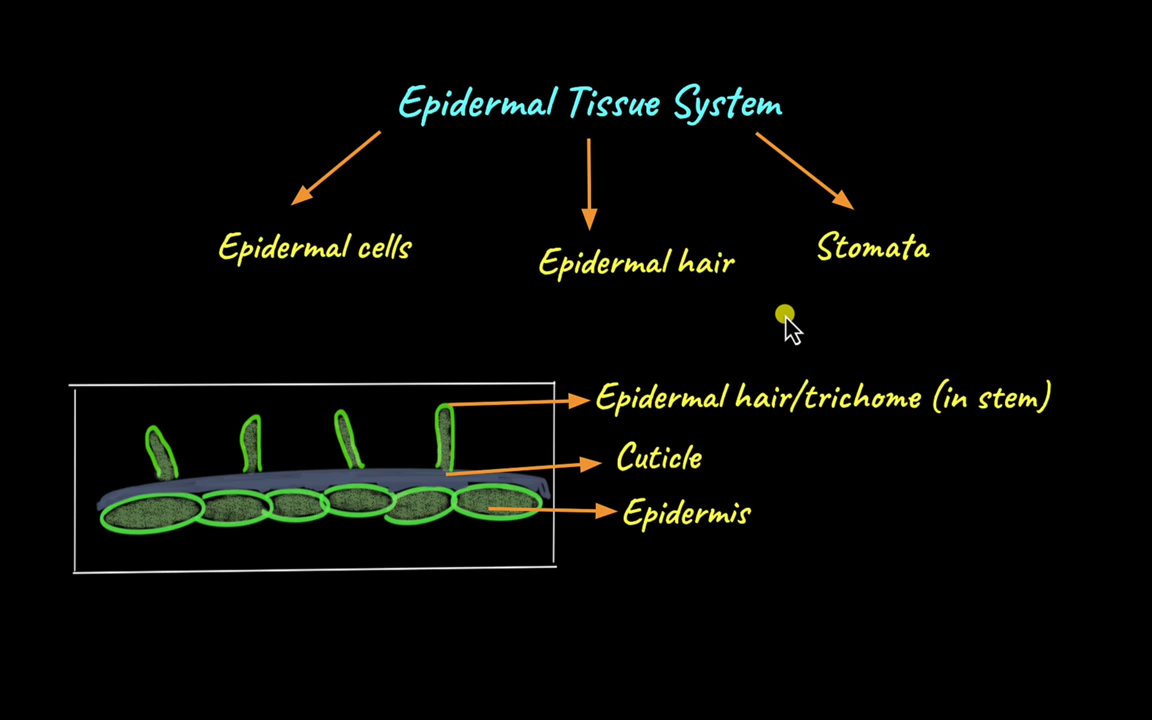 Epidermal Tissue System
Epidermal cells
Epidermal hair
Stomata
Epidermal hair/trichome (in stem)
Cuticle
Epidermis